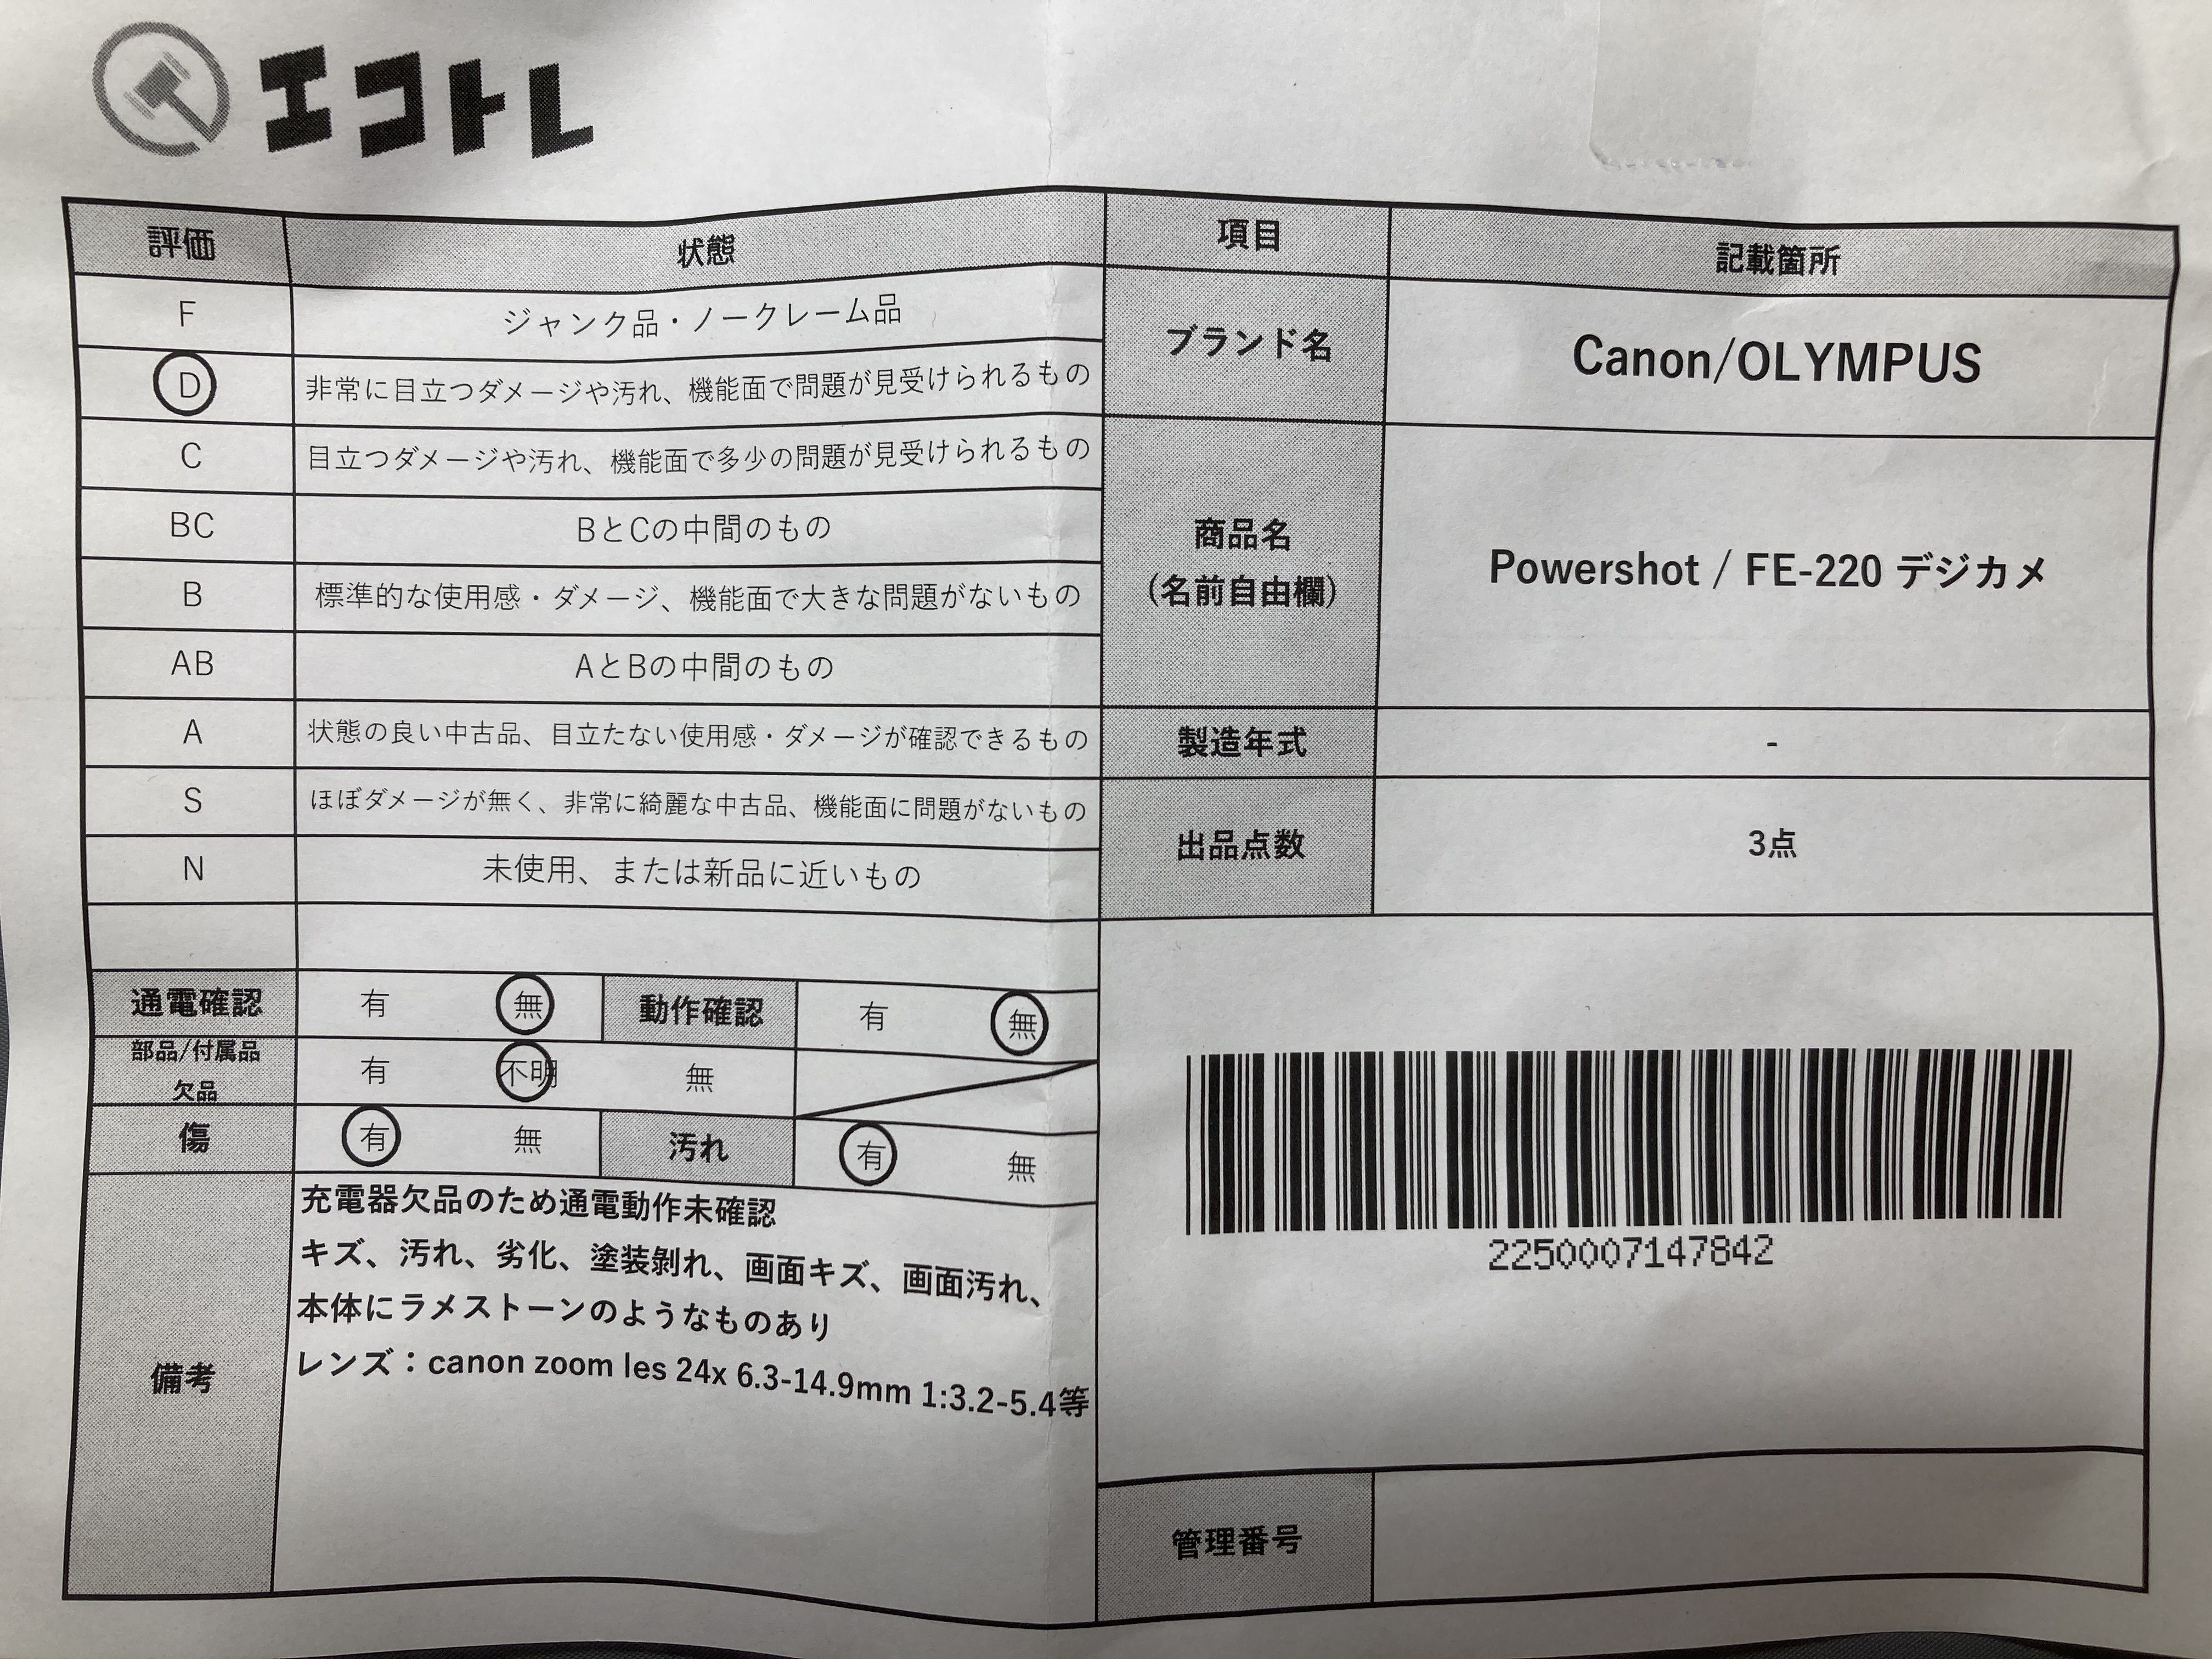 エコトレ
評価 状態
F ジャンク品・ノークレーム品
D 非常に目立つダメージや汚れ、機能面で問題が見受けられるもの
C 目立つダメージや汚れ、機能面で多少の問題が見受けられるもの
BC BとCの中間のもの
B 標準的な使用感・ダメージ、機能面で大きな問題がないもの
AB AとBの中間のもの
A 状態の良い中古品、目立たない使用感・ダメージが確認できるもの
S ほぼダメージが無く、非常に綺麗な中古品、機能面に問題がないもの
N 未使用、または新品に近いもの
通電確認 有 無 動作確認 有 無
部品/付属品
欠品
有 不明 無
傷 有 無 汚れ 有 無
備考
充電器欠品のため通電動作未確認
キズ、汚れ、劣化、塗装剝れ、画面キズ、画面汚れ、
本体にラメストーンのようなものあり
レンズ：canon zoom les 24x 6.3-14.9mm 1:3.2-5.4等
項目 記載箇所
ブランド名 Canon/OLYMPUS
商品名
(名前自由欄)
Powershot / FE-220 デジカメ
製造年式 -
出品点数 3点
2250007147842
管理番号